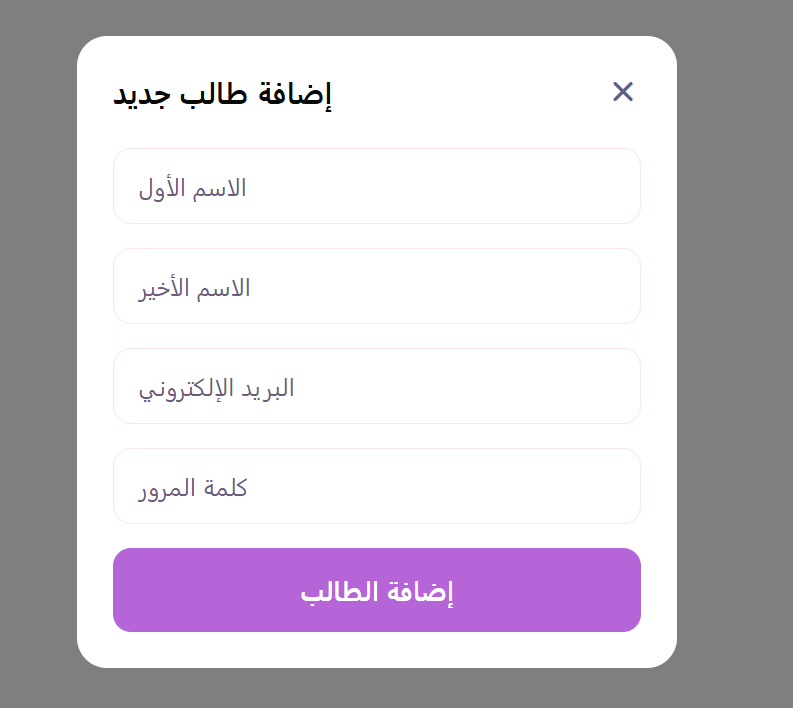 إضافة طالب جديد
الاسم الأول
الاسم الأخير
البريد الإلكتروني
كلمة المرور
إضافة الطالب